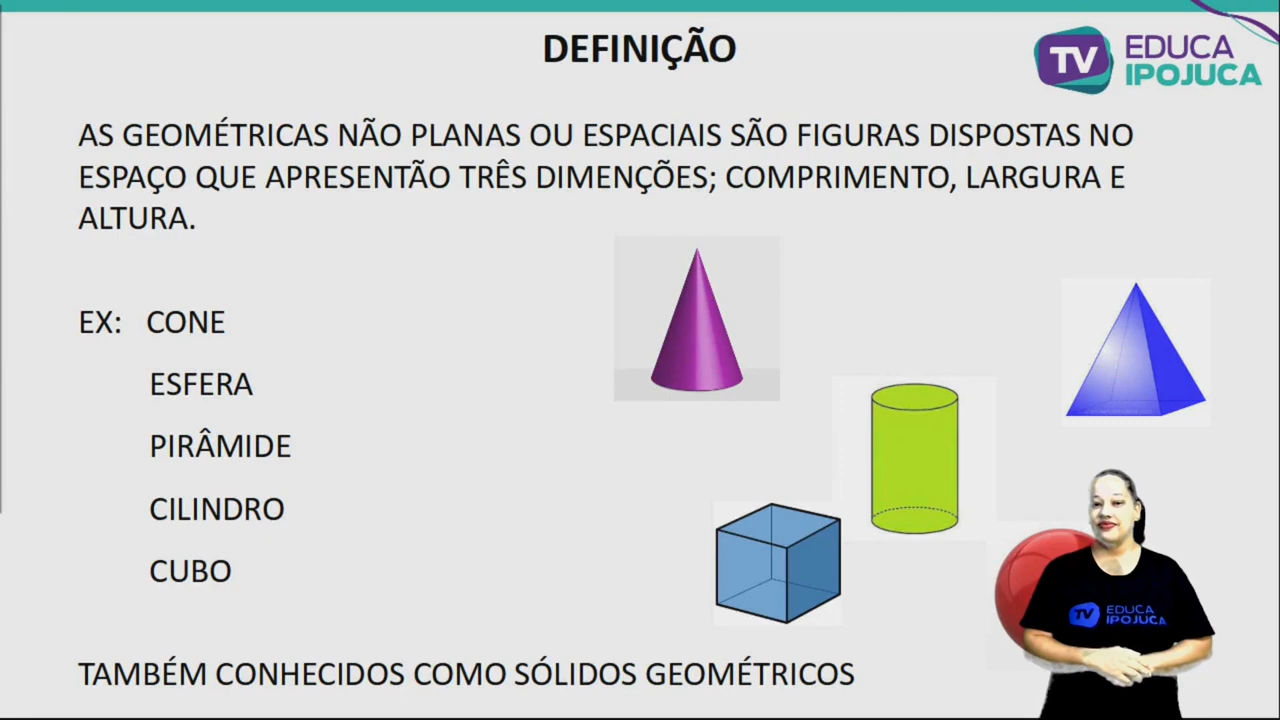 DEFINIÇÃO
TV EDUCA
IPOJUCA
AS GEOMÉTRICAS NÃO PLANAS OU ESPACIAIS SÃO FIGURAS DISPOSTAS NO
ESPAÇO QUE APRESENTÃO TRÊS DIMENÇÕES; COMPRIMENTO, LARGURA E
ALTURA.
EX: CONE
ESFERA
PIRÂMIDE
CILINDRO
CUBO
TV EDUCA
IPOJUCA
TAMBÉM CONHECIDOS COMO SÓLIDOS GEOMÉTRICOS